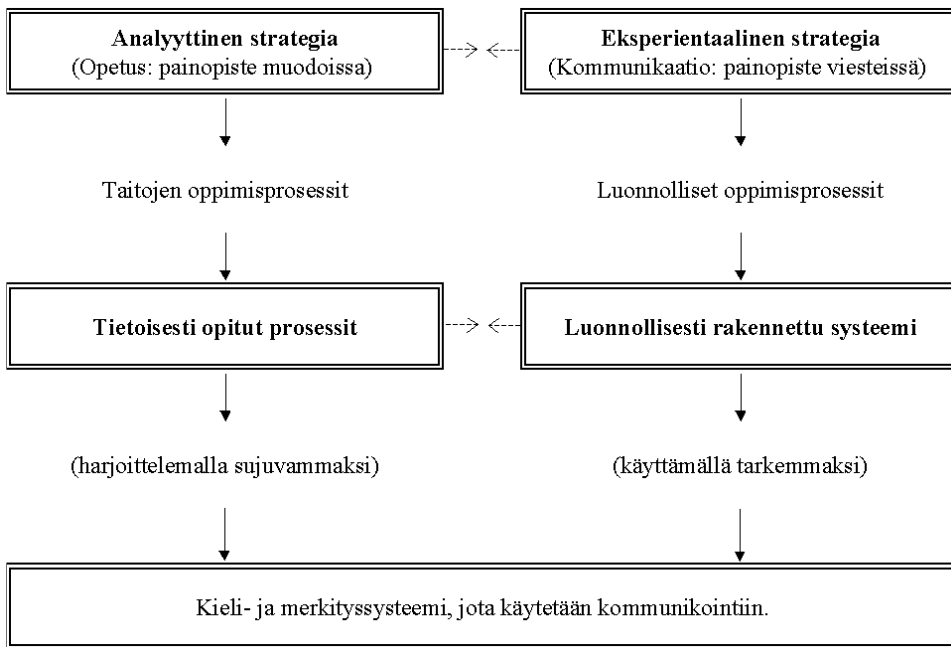 Analyyttinen strategia
(Opetus: painopiste muodoissa)
Eksperientaalinen strategia
(Kommunikaatio: painopiste viesteissä)
Taitojen oppimisprosessit
Luonnolliset oppimisprosessit
Tietoisesti opitut prosessit
Luonnollisesti rakennettu systeemi
(harjoittelemalla sujuvammaksi)
(käyttämällä tarkemmaksi)
Kieli- ja merkityssysteemi, jota käytetään kommunikointiin.